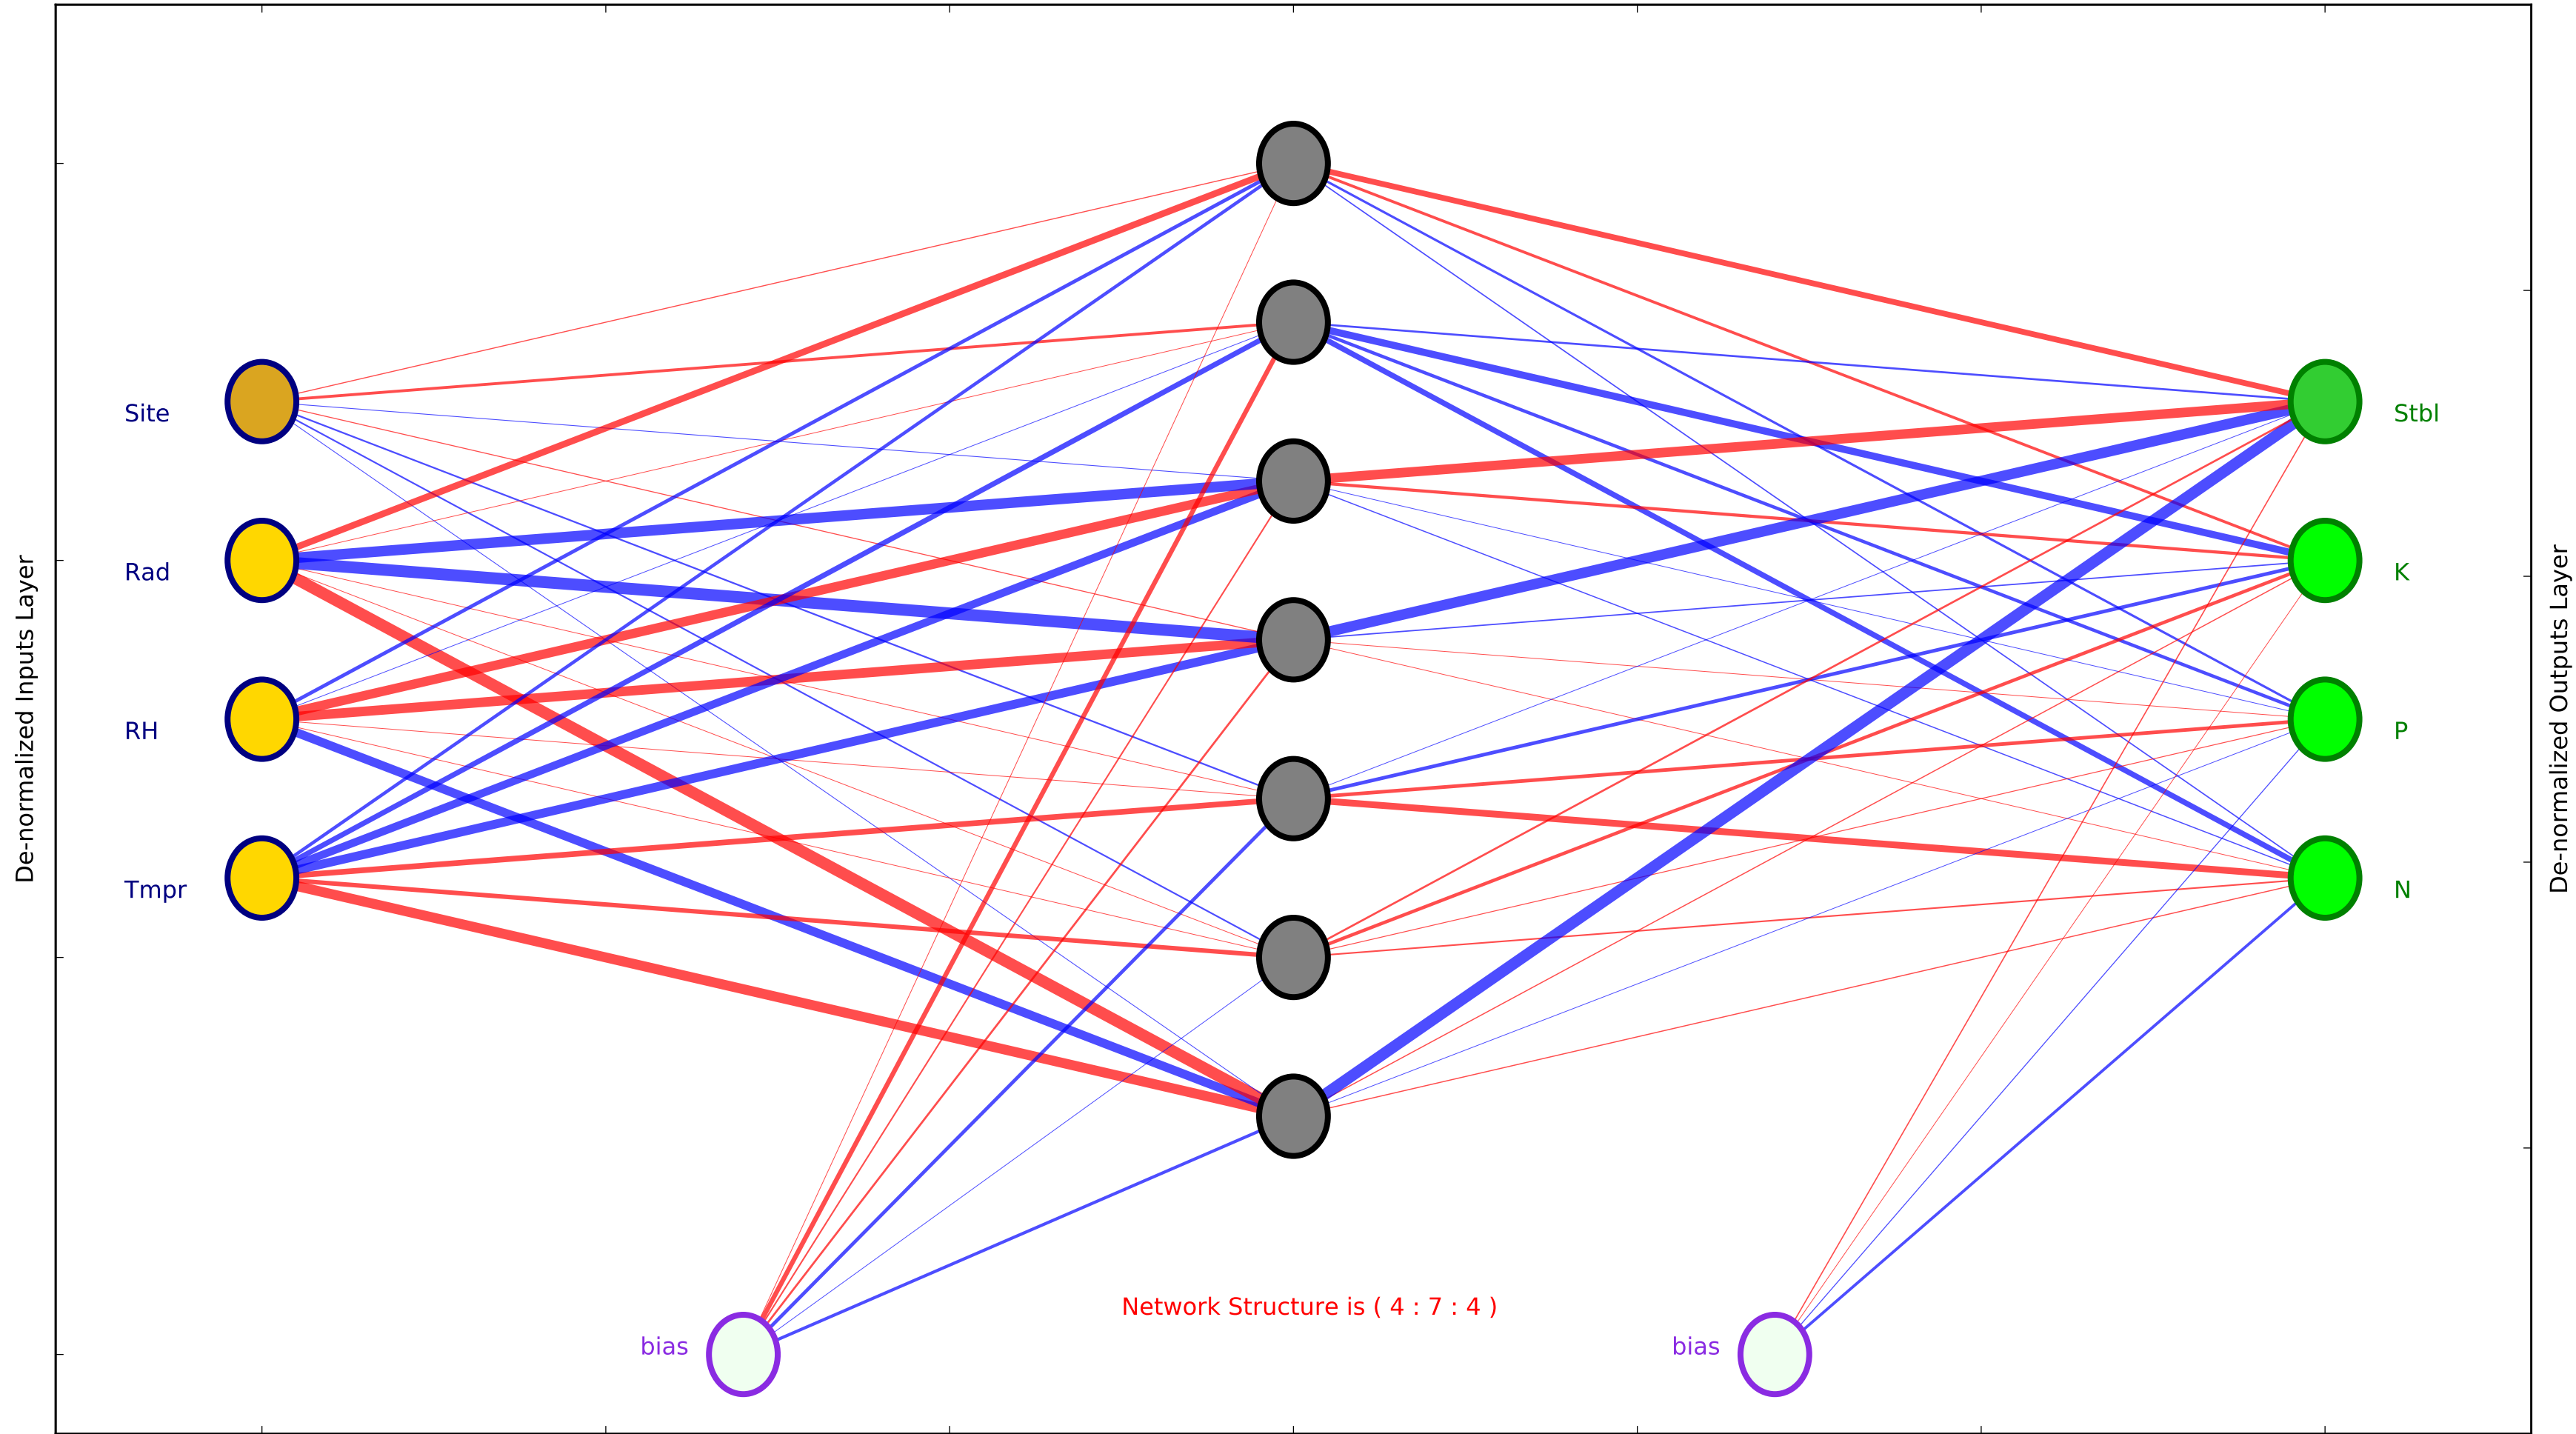 De-normalized Inputs Layer
Site
Rad
RH
Tmpr
bias
Network Structure is ( 4 : 7 : 4 )
bias
Stbl
K
P
N
De-normalized Outputs Layer